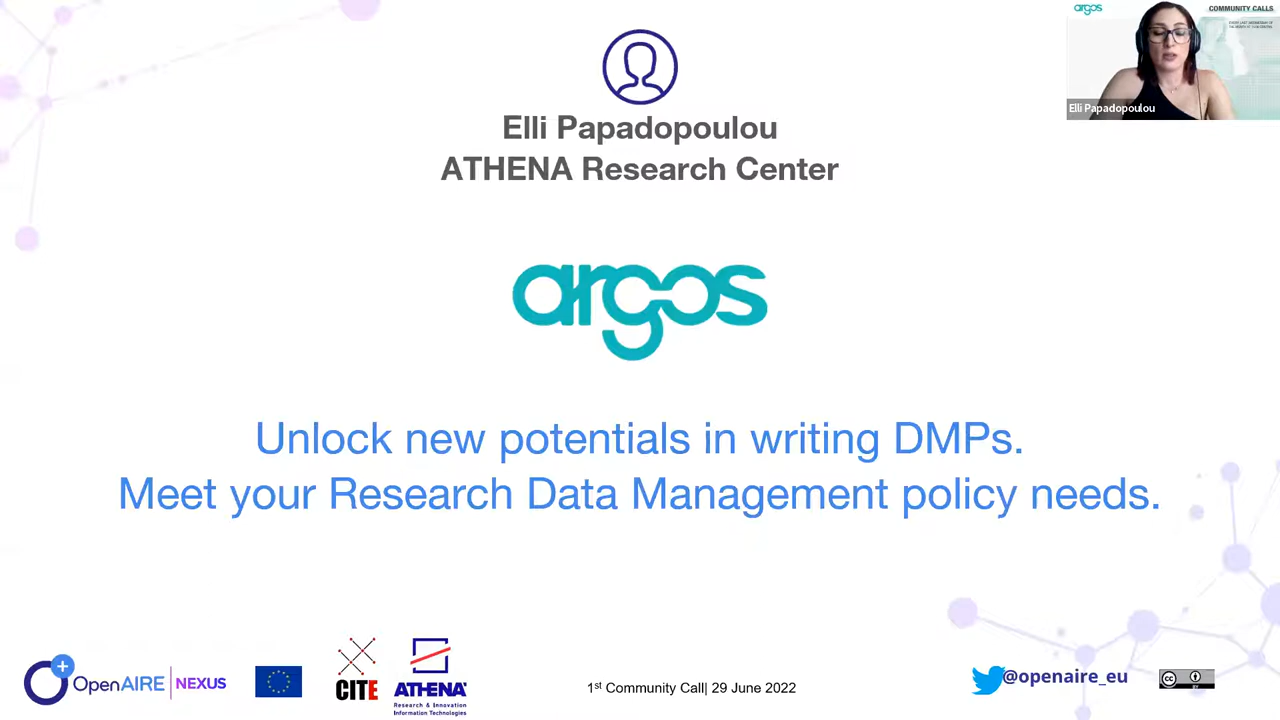 argos
COMMUNITY CALLS
Elli Papadopoulou
Elli Papadopoulou
ATHENA Research Center
argos
Unlock new potentials in writing DMPs.
Meet your Research Data Management policy needs.
OpenAIRE NEXUS
CITE
ATHENA
Research & Innovation
Information Technologies
1st Community Call| 29 June 2022
@openaire_eu
cc
BY